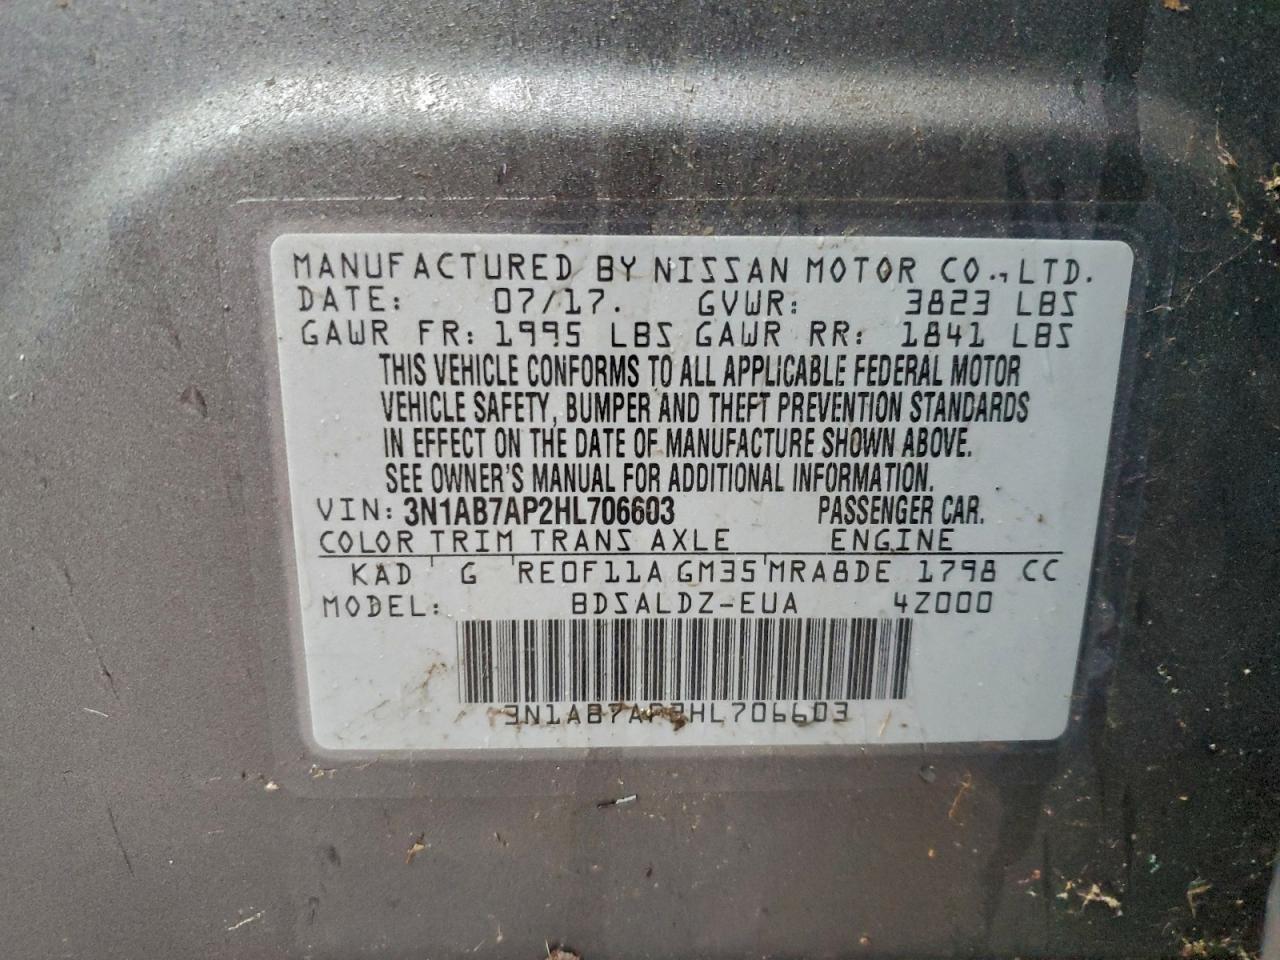 MANUFACTURED BY NISSAN MOTOR CO., LTD.
DATE: 07/17. GVWR: 3823 LBS
GAWR FR: 1995 LBS GAWR RR: 1841 LBS
THIS VEHICLE CONFORMS TO ALL APPLICABLE FEDERAL MOTOR
VEHICLE SAFETY, BUMPER AND THEFT PREVENTION STANDARDS
IN EFFECT ON THE DATE OF MANUFACTURE SHOWN ABOVE.
SEE OWNER'S MANUAL FOR ADDITIONAL INFORMATION.
VIN: 3N1AB7AP2HL706603 PASSENGER CAR.
COLOR TRIM TRANS AXLE ENGINE
KAD G RE0F11A GM35 MRA8DE 1798 CC
MODEL: BDSALDZ-EUA 4Z000
3N1AB7AP2HL706603